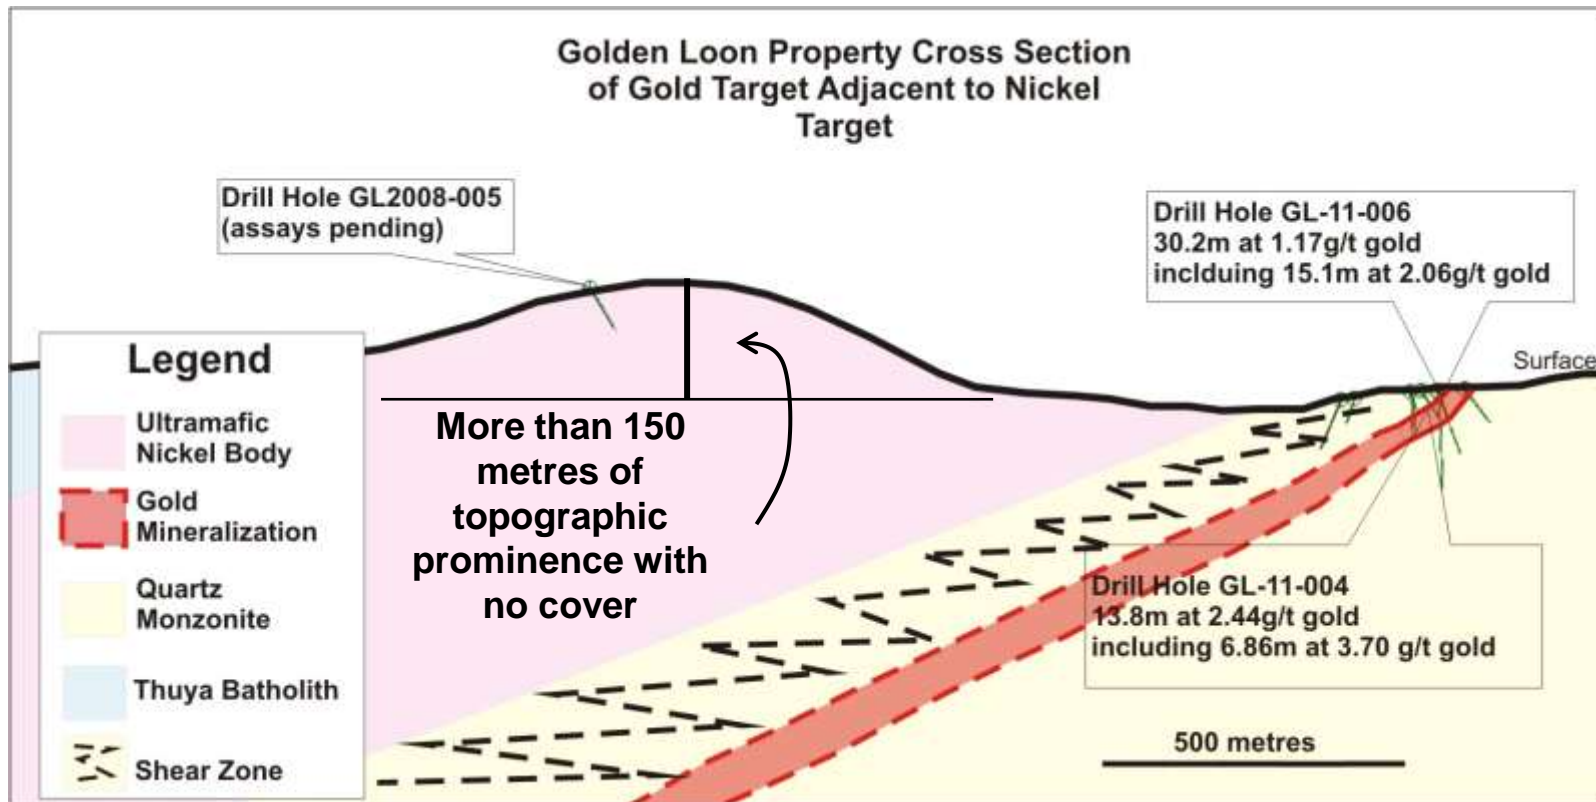 Golden Loon Property Cross Section
of Gold Target Adjacent to Nickel
Target
Drill Hole GL2008-005
(assays pending)
Drill Hole GL-11-006
30.2m at 1.17g/t gold
inclduing 15.1m at 2.06g/t gold
Surface
Legend
Ultramafic
Nickel Body
Gold
Mineralization
Quartz
Monzonite
Thuya Batholith
Shear Zone
More than 150
metres of
topographic
prominence with
no cover
Drill Hole GL-11-004
13.8m at 2.44g/t gold
including 6.86m at 3.70 g/t gold
500 metres